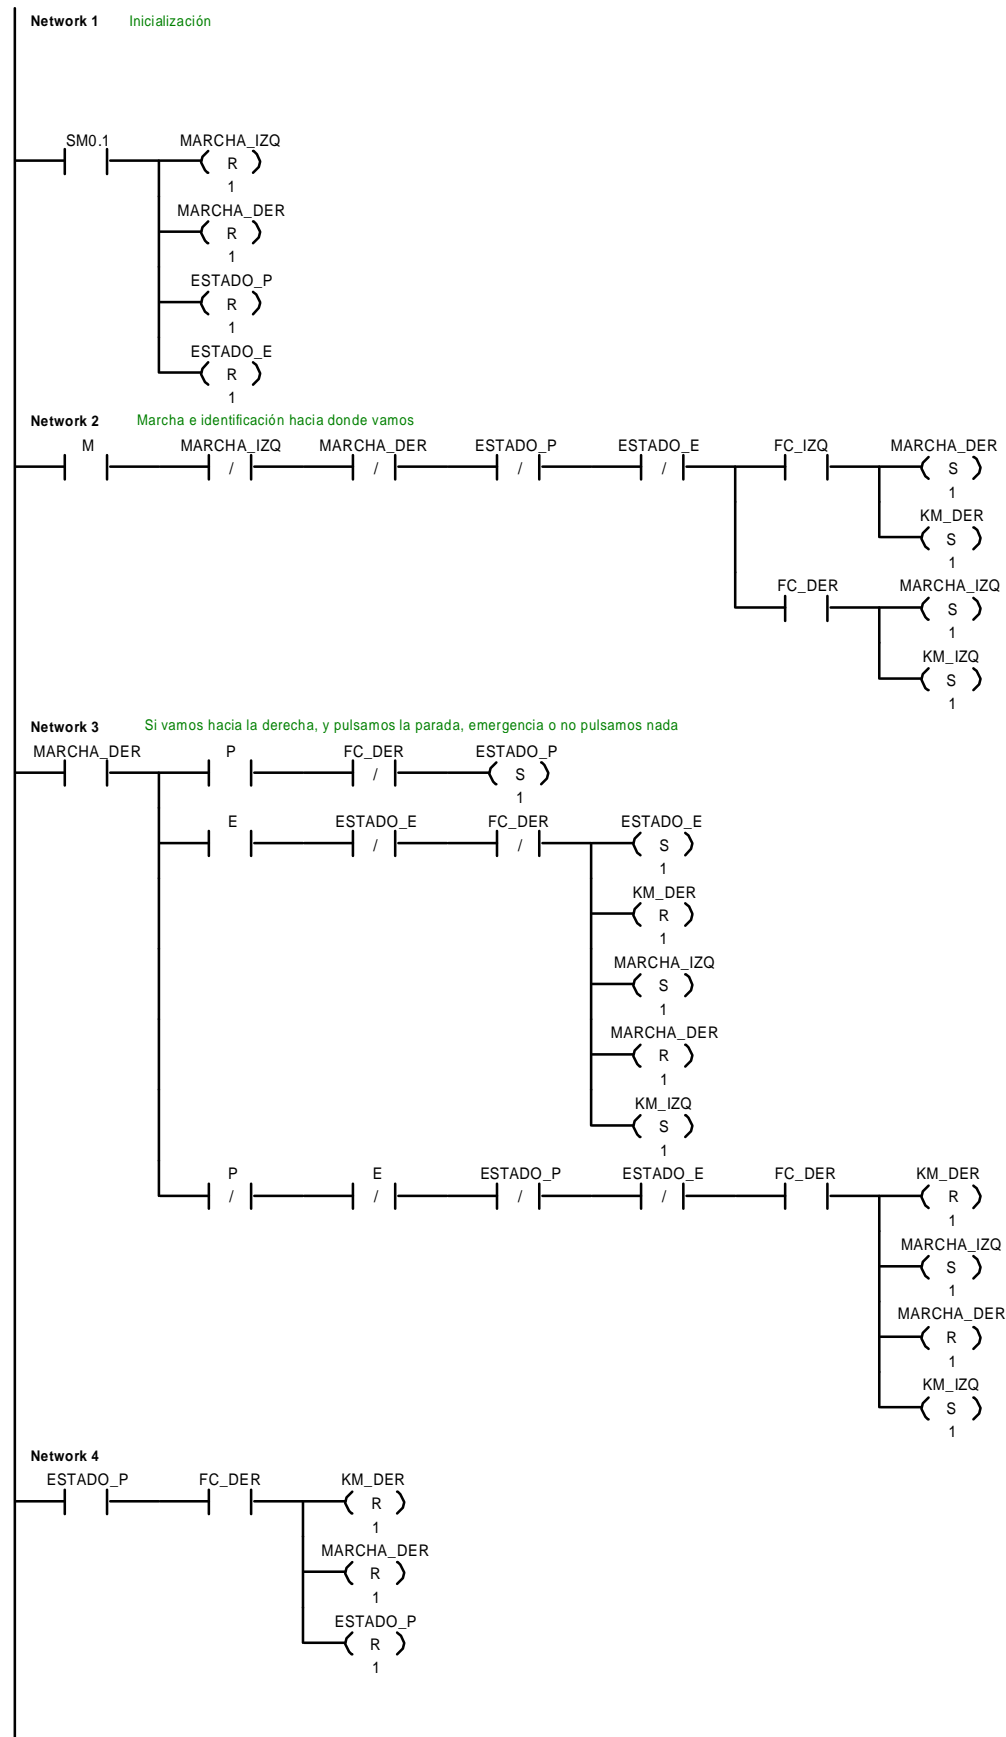 Network 1 Inicialización
SM0.1 MARCHA_IZQ
R
1
MARCHA_DER
R
1
ESTADO_P
R
1
ESTADO_E
R
1
Network 2 Marcha e identificación hacia donde vamos
M MARCHA_IZQ MARCHA_DER ESTADO_P ESTADO_E FC_IZQ MARCHA_DER
/ / / / S
1
KM_DER
S
1
FC_DER MARCHA_IZQ
S
1
KM_IZQ
S
1
Network 3 Si vamos hacia la derecha, y pulsamos la parada, emergencia o no pulsamos nada
MARCHA_DER P FC_DER ESTADO_P
/ S
1
E ESTADO_E FC_DER ESTADO_E
/ / S
1
KM_DER
R
1
MARCHA_IZQ
S
1
MARCHA_DER
R
1
KM_IZQ
S
1
P E ESTADO_P ESTADO_E FC_DER KM_DER
/ / / / R
1
MARCHA_IZQ
S
1
MARCHA_DER
R
1
KM_IZQ
S
1
Network 4
ESTADO_P FC_DER KM_DER
R
1
MARCHA_DER
R
1
ESTADO_P
R
1